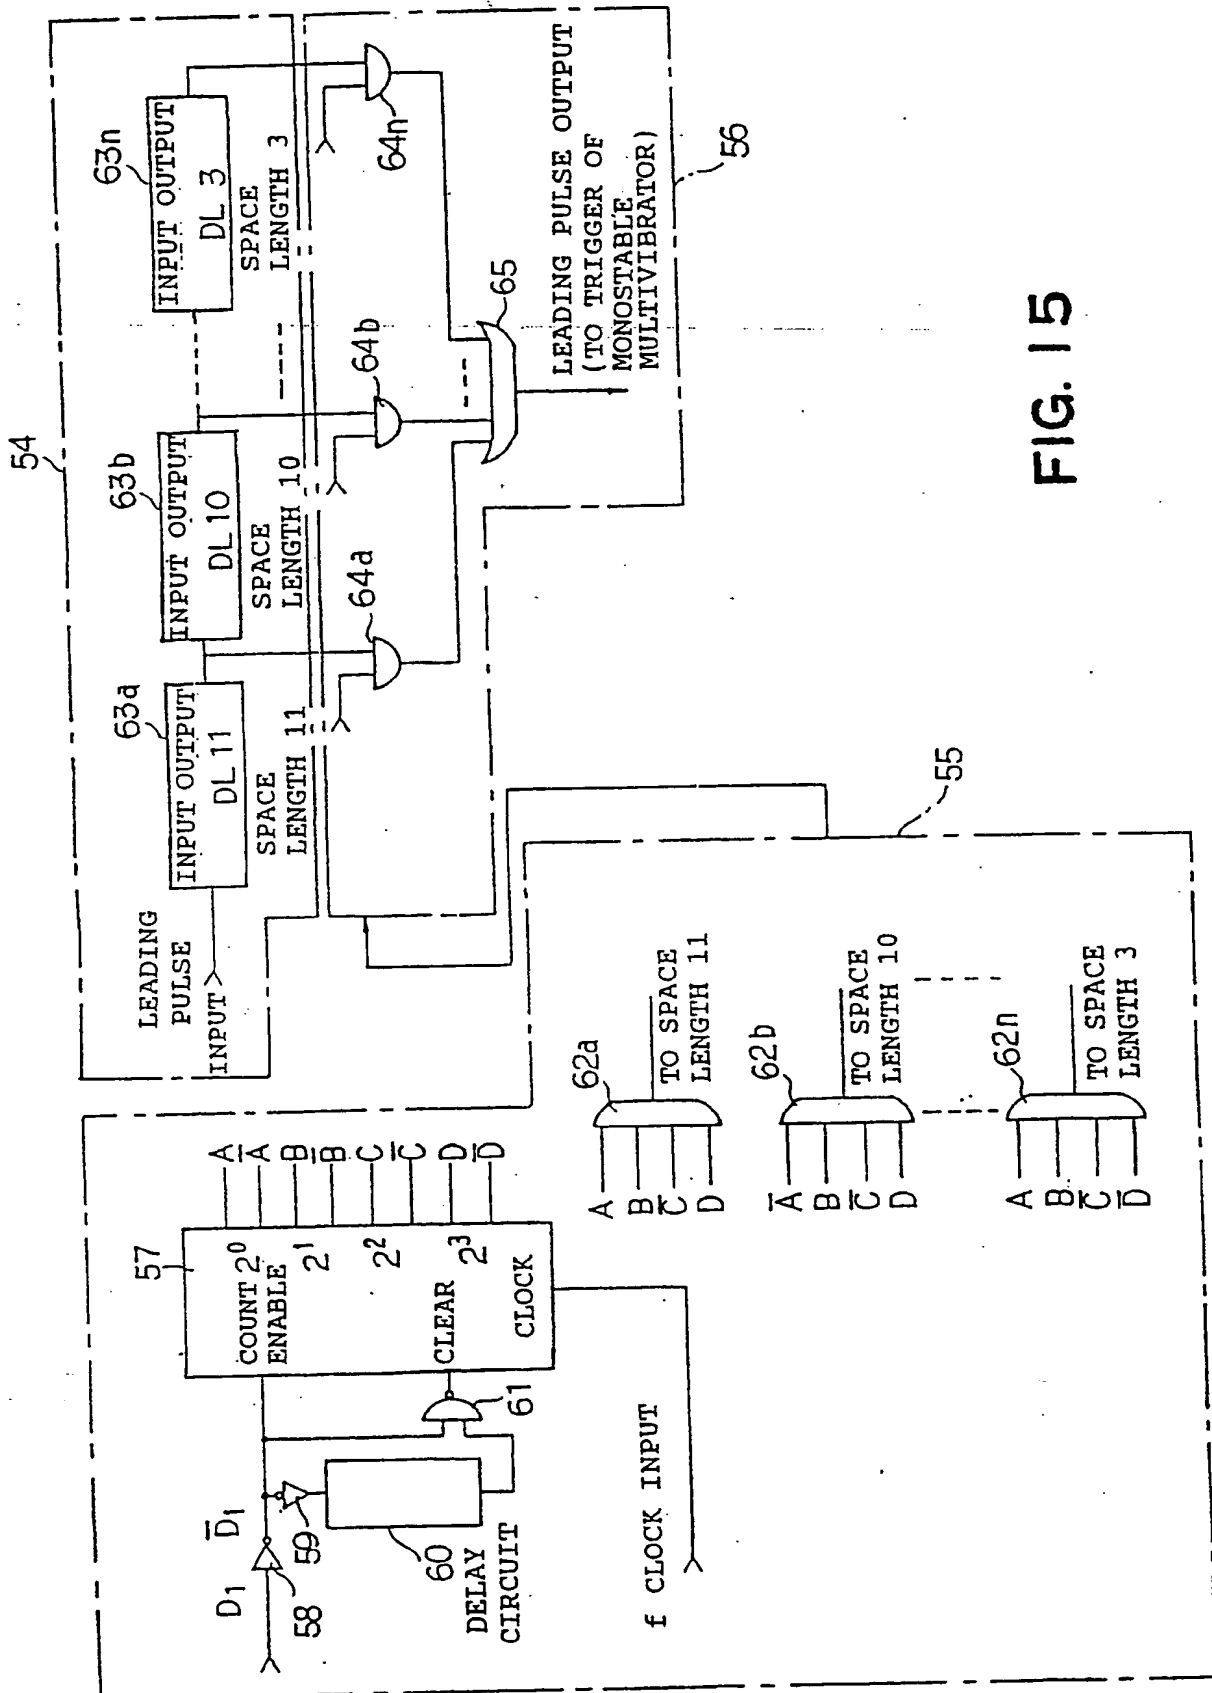 54
63a
63b
63n
LEADING
PULSE
INPUT
INPUT OUTPUT
DL 11
SPACE
LENGTH 11
INPUT OUTPUT
DL 10
SPACE
LENGTH 10
INPUT OUTPUT
DL 3
SPACE
LENGTH 3
64a
64b
64n
65
LEADING PULSE OUTPUT
(TO TRIGGER OF
MONOSTABLE
MULTIVIBRATOR)
56
57
D1
D̅1
58
59
60
DELAY
CIRCUIT
61
COUNT
ENABLE
CLEAR
CLOCK
2⁰
2¹
2²
2³
A
A̅
B
B̅
C
C̅
D
D̅
f CLOCK INPUT
62a
A
B
C̅
D
TO SPACE
LENGTH 11
62b
A̅
B
C̅
D
TO SPACE
LENGTH 10
62n
A
B
C̅
D̅
TO SPACE
LENGTH 3
55
FIG. 15